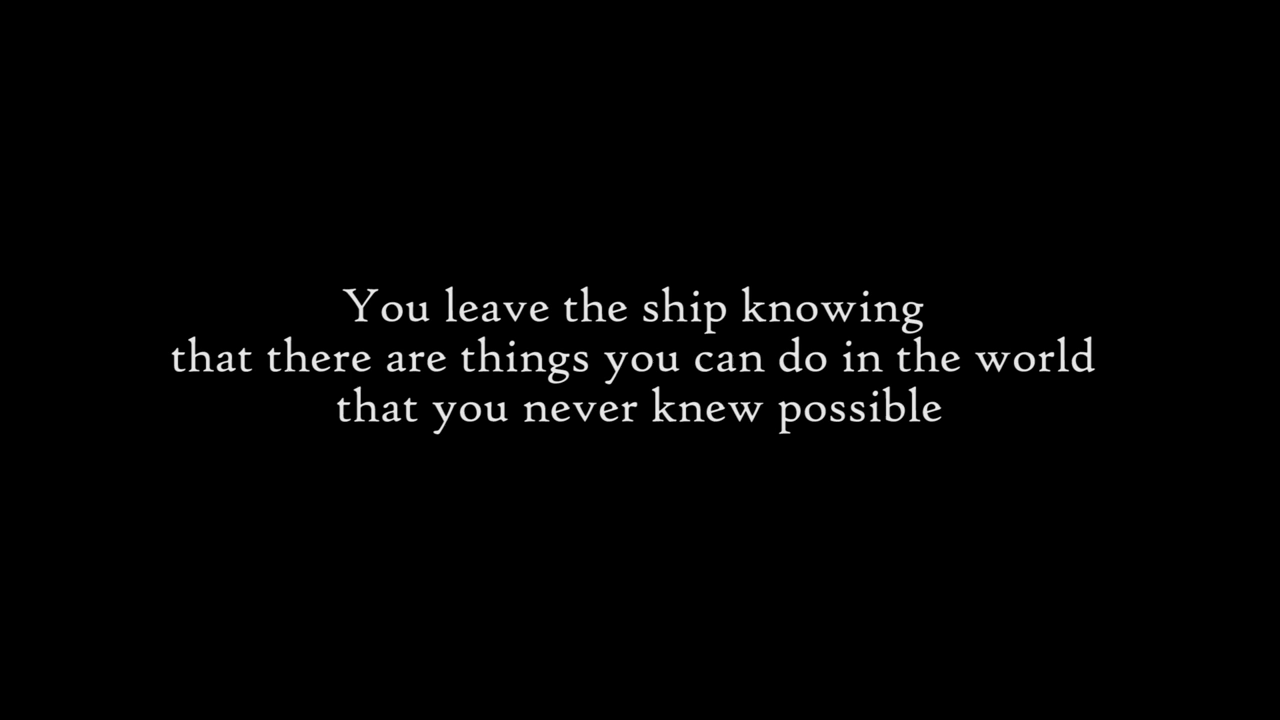 You leave the ship knowing
that there are things you can do in the world
that you never knew possible